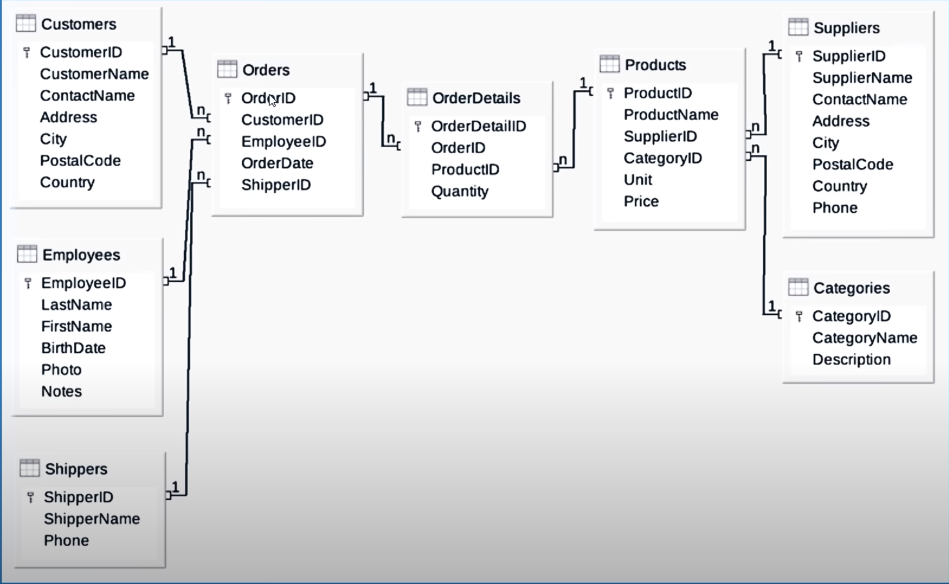 Customers
CustomerID
CustomerName
ContactName
Address
City
PostalCode
Country
1
n
n
n
Orders
OrderID
CustomerID
EmployeeID
OrderDate
ShipperID
1
n
OrderDetails
OrderDetailID
OrderID
ProductID
Quantity
1
n
Products
ProductID
ProductName
SupplierID
CategoryID
Unit
Price
1
n
n
1
Suppliers
SupplierID
SupplierName
ContactName
Address
City
PostalCode
Country
Phone
Employees
EmployeeID
LastName
FirstName
BirthDate
Photo
Notes
1
Categories
CategoryID
CategoryName
Description
Shippers
ShipperID
ShipperName
Phone
1